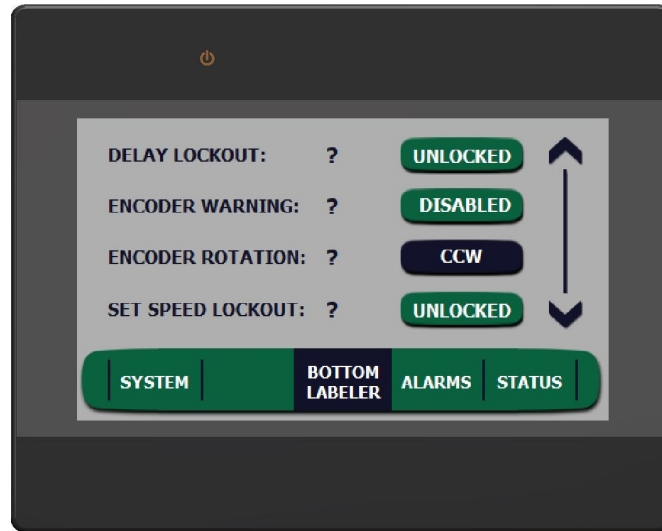 DELAY LOCKOUT: ? UNLOCKED
ENCODER WARNING: ? DISABLED
ENCODER ROTATION: ? CCW
SET SPEED LOCKOUT: ? UNLOCKED
SYSTEM
BOTTOM
LABELER
ALARMS
STATUS